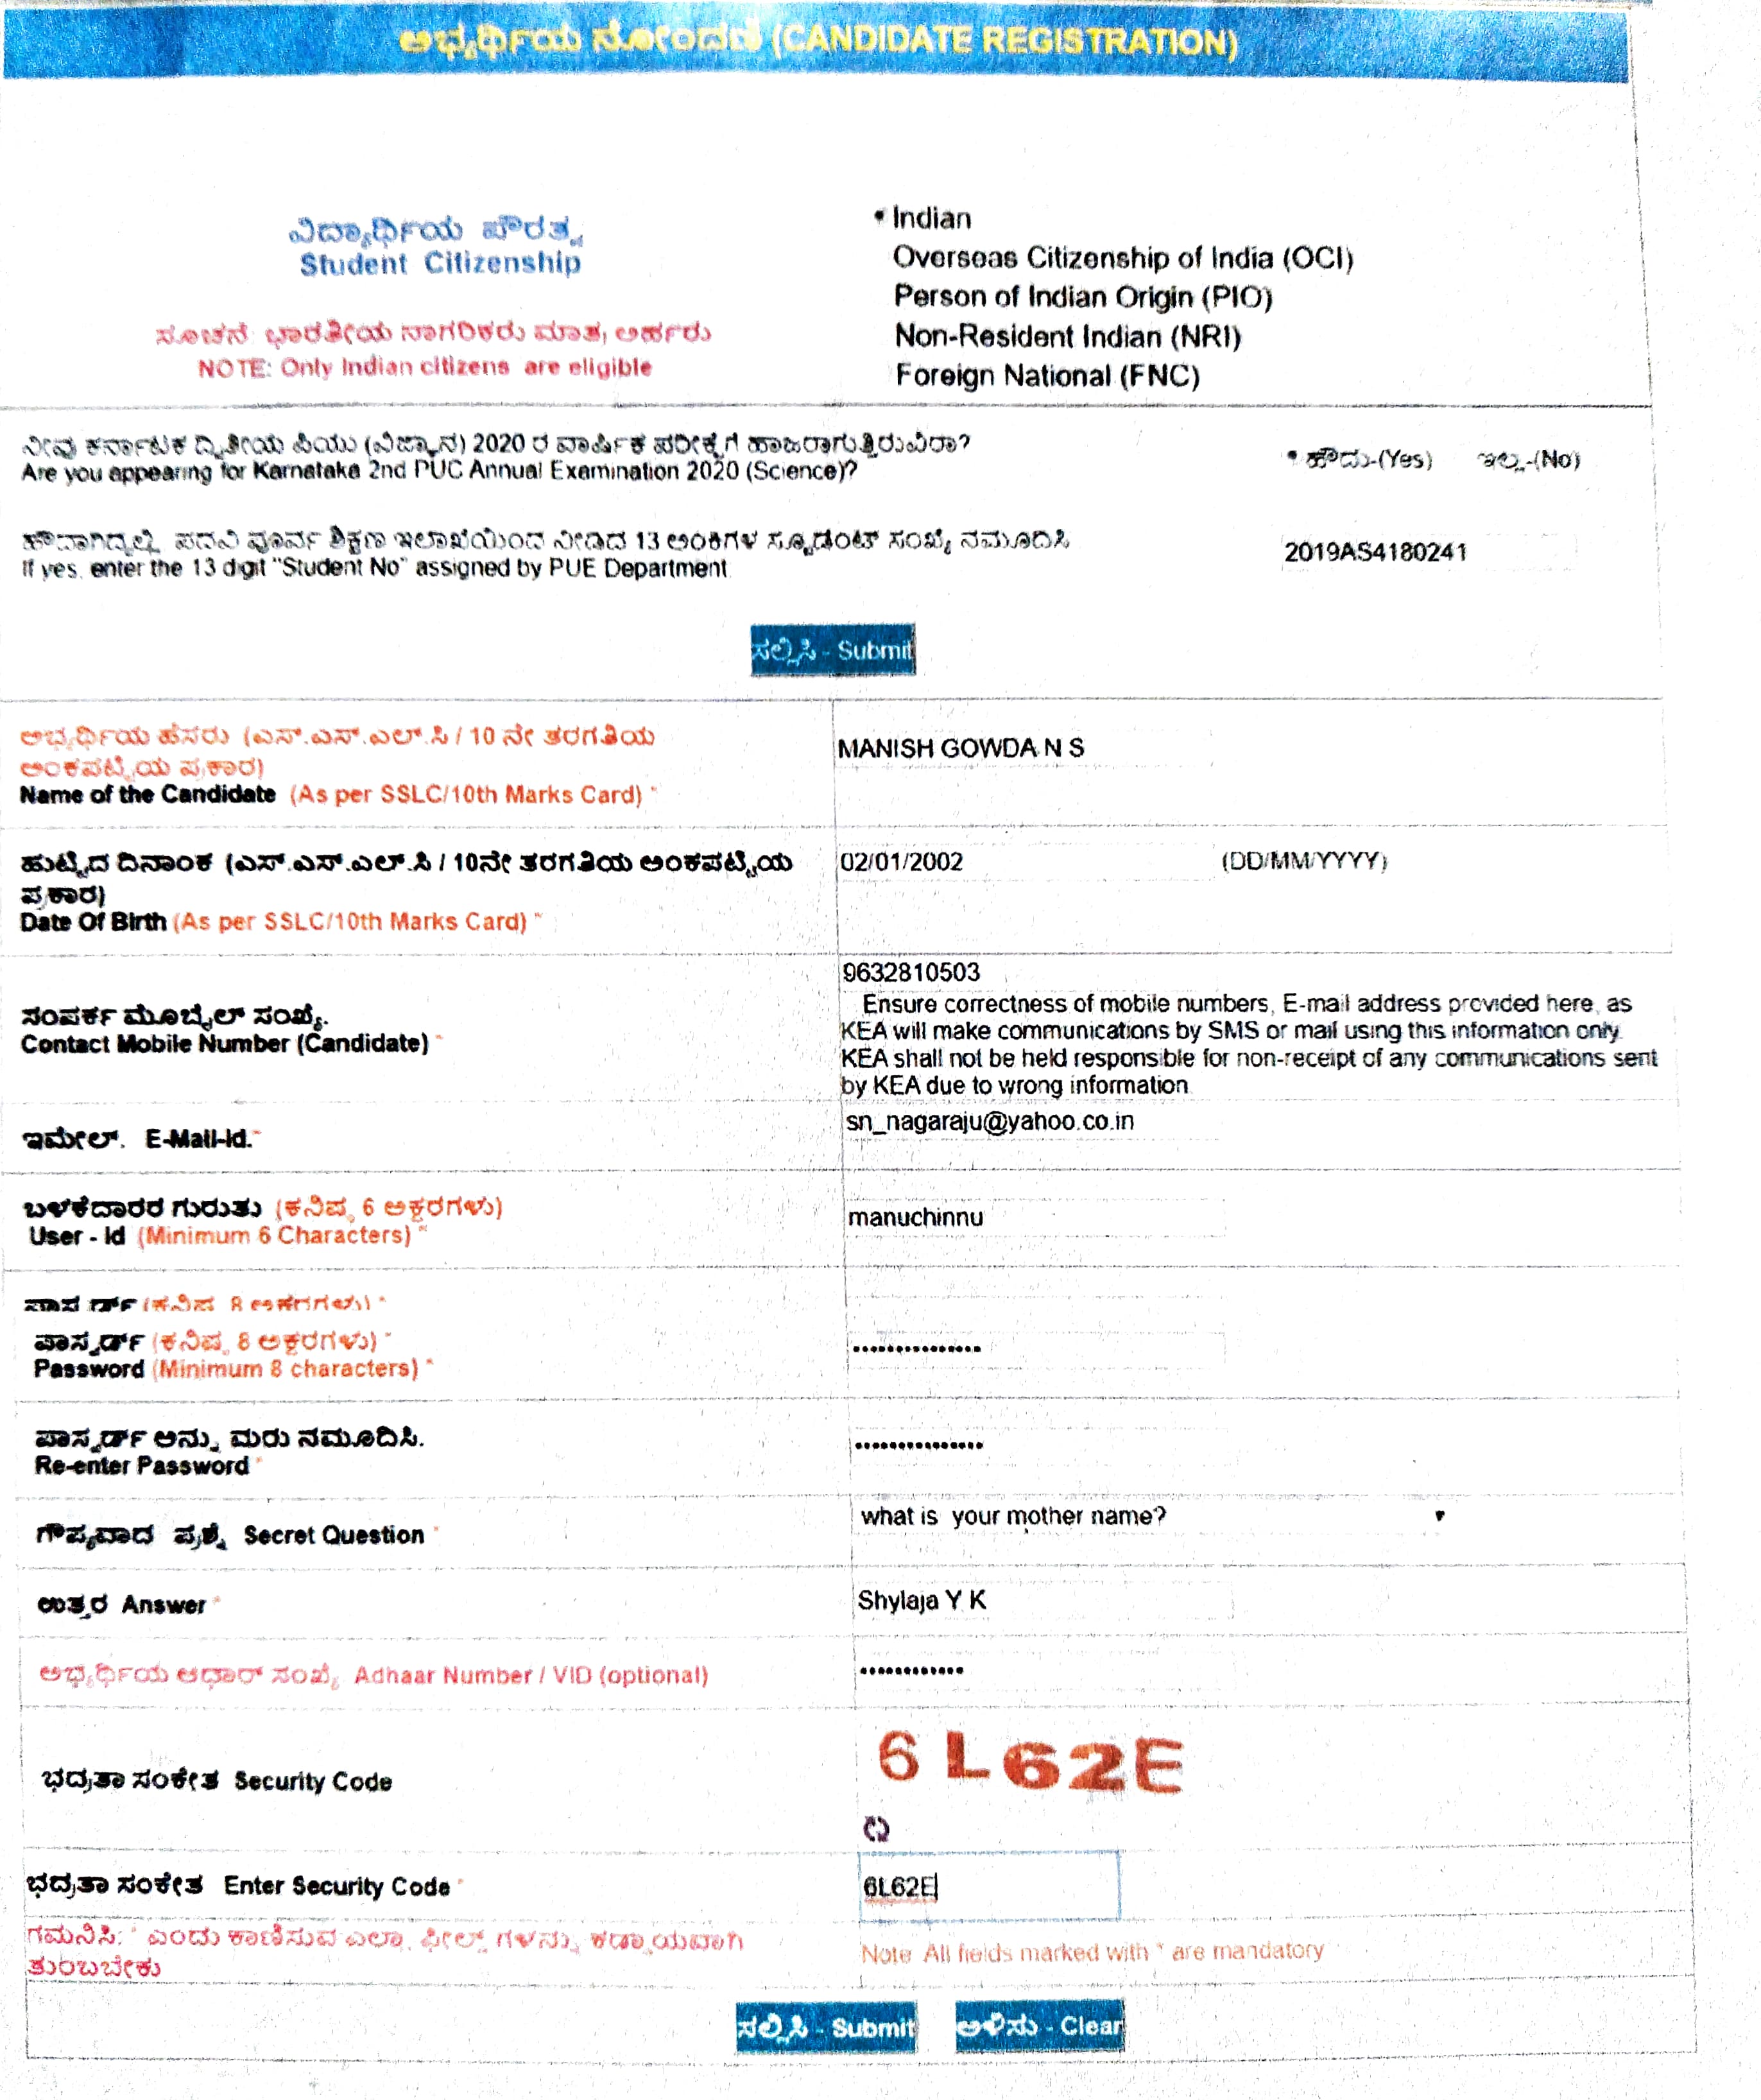 ಅಭ್ಯರ್ಥಿಯ ನೋಂದಣಿ (CANDIDATE REGISTRATION)
ವಿದ್ಯಾರ್ಥಿಯ ಪೌರತ್ವ
Student Citizenship
ಸೂಚನೆ: ಭಾರತೀಯ ನಾಗರಿಕರು ಮಾತ್ರ ಅರ್ಹರು
NOTE: Only Indian citizens are eligible
• Indian
Overseas Citizenship of India (OCI)
Person of Indian Origin (PIO)
Non-Resident Indian (NRI)
Foreign National (FNC)
ನೀವು ಕರ್ನಾಟಕ ದ್ವಿತೀಯ ಪಿಯು (ವಿಜ್ಞಾನ) 2020 ರ ವಾರ್ಷಿಕ ಪರೀಕ್ಷೆಗೆ ಹಾಜರಾಗುತ್ತಿರುವಿರಾ?
Are you appearing for Karnataka 2nd PUC Annual Examination 2020 (Science)?
• ಹೌದು-(Yes) ಇಲ್ಲ-(No)
ಹೌದಾಗಿದ್ದಲ್ಲಿ, ಪದವಿ ಪೂರ್ವ ಶಿಕ್ಷಣ ಇಲಾಖೆಯಿಂದ ನೀಡಿದ 13 ಅಂಕಿಗಳ ಸ್ಟೂಡೆಂಟ್ ಸಂಖ್ಯೆ ನಮೂದಿಸಿ
If yes, enter the 13 digit "Student No" assigned by PUE Department
2019AS4180241
ಸಲ್ಲಿಸಿ - Submit
ಅಭ್ಯರ್ಥಿಯ ಹೆಸರು (ಎಸ್.ಎಸ್.ಎಲ್.ಸಿ / 10 ನೇ ತರಗತಿಯ
ಅಂಕಪಟ್ಟಿಯ ಪ್ರಕಾರ)
Name of the Candidate (As per SSLC/10th Marks Card) *
MANISH GOWDA N S
ಹುಟ್ಟಿದ ದಿನಾಂಕ (ಎಸ್.ಎಸ್.ಎಲ್.ಸಿ / 10ನೇ ತರಗತಿಯ ಅಂಕಪಟ್ಟಿಯ
ಪ್ರಕಾರ)
Date Of Birth (As per SSLC/10th Marks Card) *
02/01/2002 (DD/MM/YYYY)
ಸಂಪರ್ಕ ಮೊಬೈಲ್ ಸಂಖ್ಯೆ.
Contact Mobile Number (Candidate) *
9632810503
Ensure correctness of mobile numbers, E-mail address provided here, as
KEA will make communications by SMS or mail using this information only.
KEA shall not be held responsible for non-receipt of any communications sent
by KEA due to wrong information
ಇಮೇಲ್. E-Mail-Id.*
sn_nagaraju@yahoo.co.in
ಬಳಕೆದಾರರ ಗುರುತು (ಕನಿಷ್ಠ 6 ಅಕ್ಷರಗಳು)
User - Id (Minimum 6 Characters) *
manuchinnu
ಪಾಸ್ವರ್ಡ್ (ಕನಿಷ್ಠ 8 ಅಕ್ಷರಗಳು) *
ಪಾಸ್ವರ್ಡ್ (ಕನಿಷ್ಠ 8 ಅಕ್ಷರಗಳು) *
Password (Minimum 8 characters) *
•••••••••••••••
ಪಾಸ್ವರ್ಡ್ ಅನ್ನು ಮರು ನಮೂದಿಸಿ.
Re-enter Password *
•••••••••••••••
ಗೌಪ್ಯವಾದ ಪ್ರಶ್ನೆ Secret Question *
what is your mother name?
ಉತ್ತರ Answer *
Shylaja Y K
ಅಭ್ಯರ್ಥಿಯ ಆಧಾರ್ ಸಂಖ್ಯೆ Adhaar Number / VID (optional)
••••••••••••
ಭದ್ರತಾ ಸಂಕೇತ Security Code
6L62E
ಭದ್ರತಾ ಸಂಕೇತ Enter Security Code *
6L62E
ಗಮನಿಸಿ: * ಎಂದು ಕಾಣಿಸುವ ಎಲ್ಲಾ ಫೀಲ್ಡ್ ಗಳನ್ನು ಕಡ್ಡಾಯವಾಗಿ
ತುಂಬಬೇಕು
Note All fields marked with * are mandatory
ಸಲ್ಲಿಸಿ - Submit ಅಳಿಸು - Clear